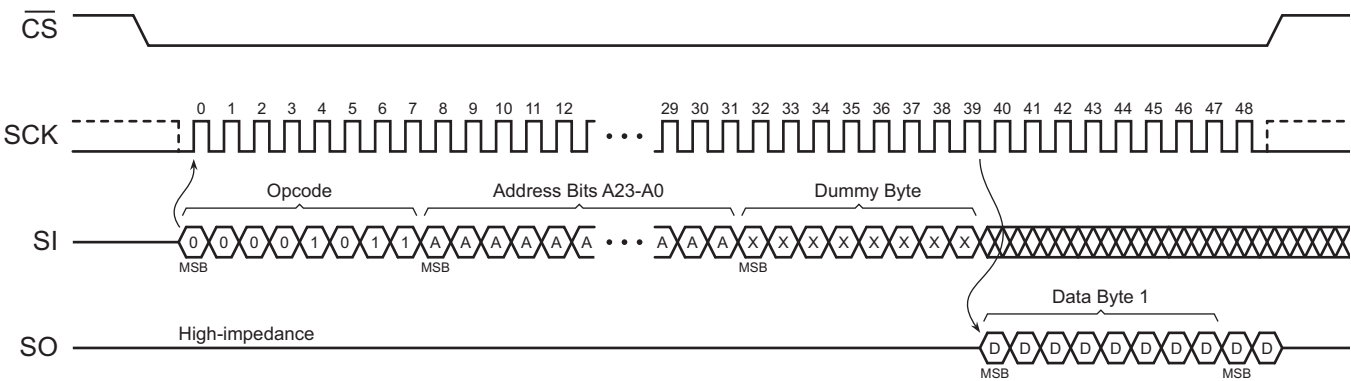 CS
0 1 2 3 4 5 6 7 8 9 10 11 12 29 30 31 32 33 34 35 36 37 38 39 40 41 42 43 44 45 46 47 48
SCK
Opcode Address Bits A23-A0 Dummy Byte
SI 0 0 0 0 1 0 1 1 A A A A A A A A A X X X X X X X X
MSB MSB MSB
Data Byte 1
High-impedance
SO D D D D D D D D D D
MSB MSB